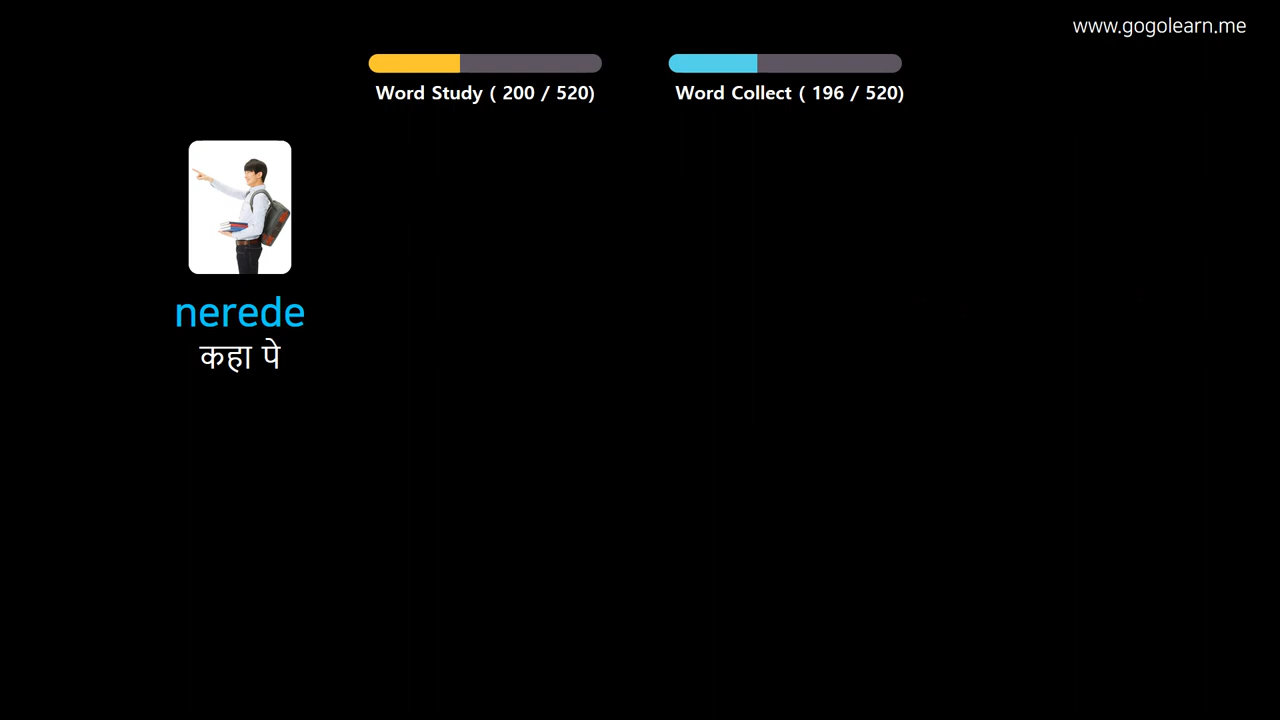 www.gogolearn.me
Word Study ( 200 / 520)
Word Collect ( 196 / 520)
nerede
कहा पे